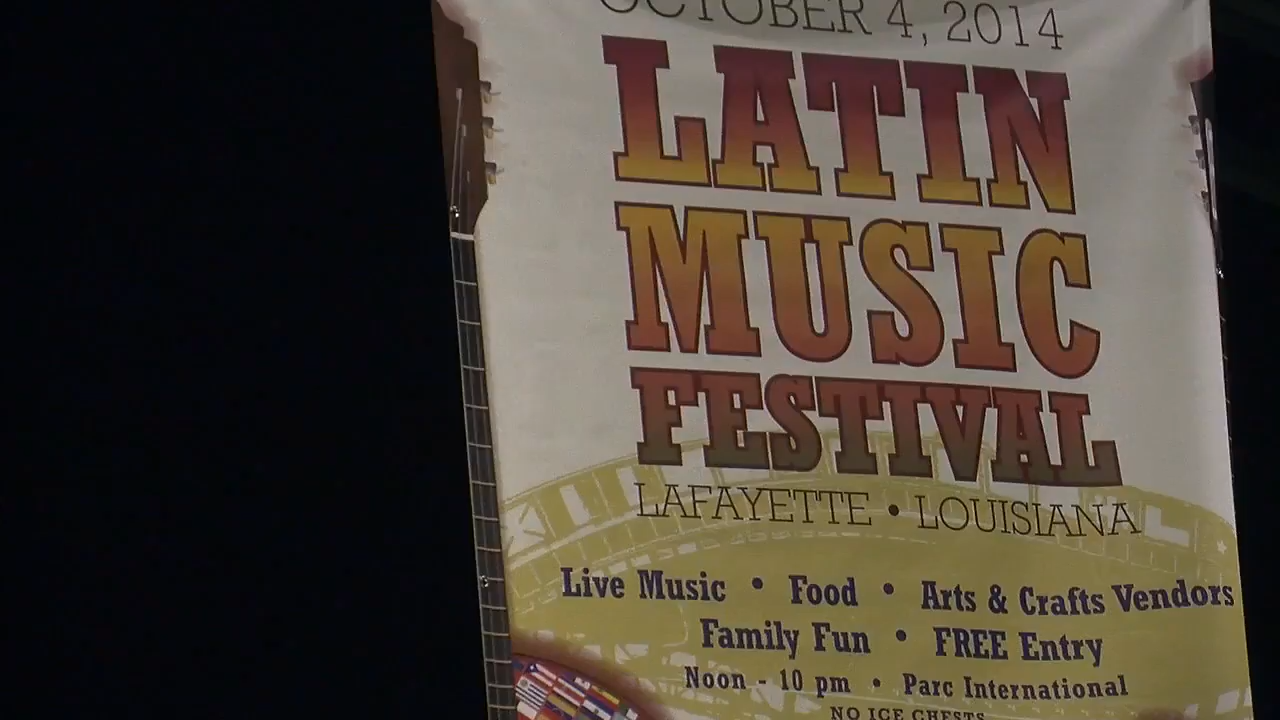 OCTOBER 4, 2014
LATIN
MUSIC
FESTIVAL
LAFAYETTE • LOUISIANA
Live Music • Food • Arts & Crafts Vendors
Family Fun • FREE Entry
Noon - 10 pm • Parc International
NO ICE CHESTS